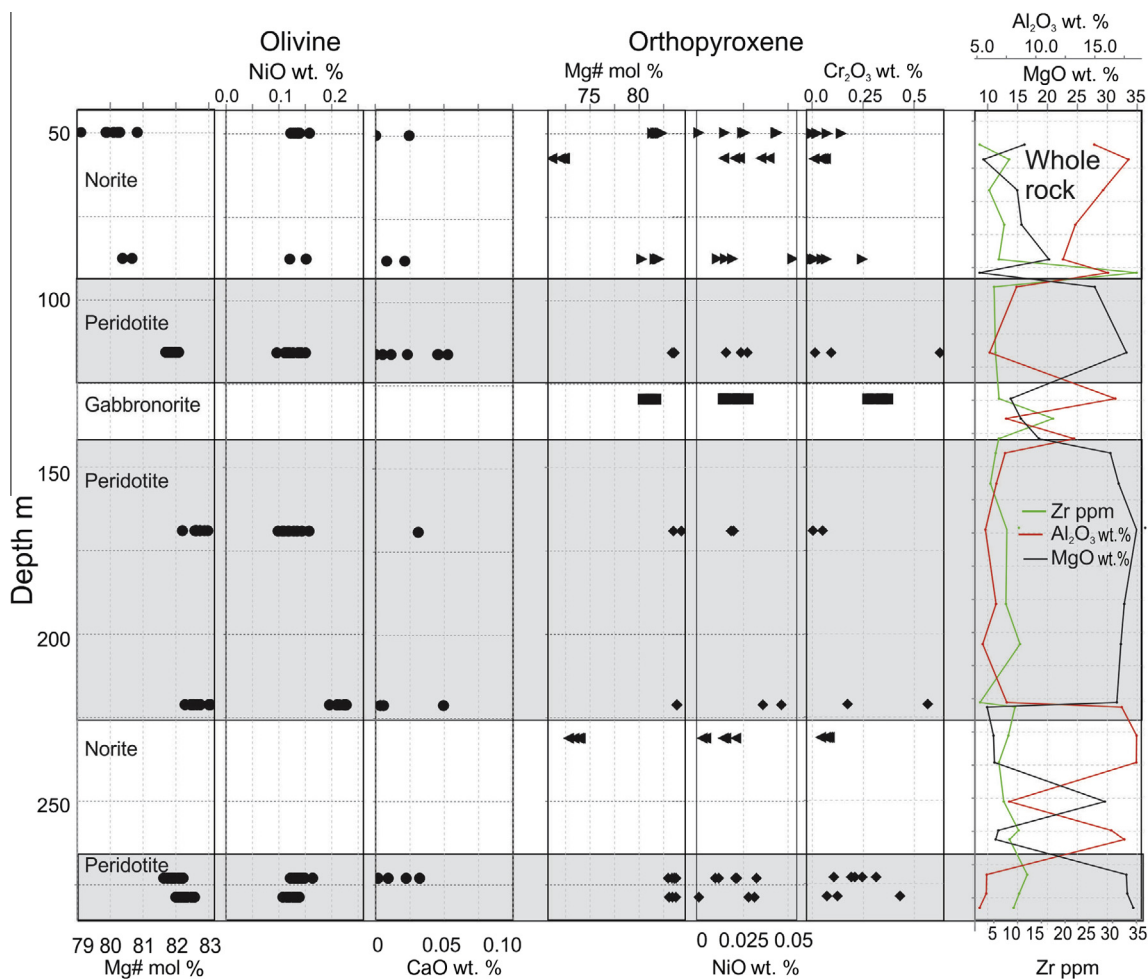 Al₂O₃ wt. %
5.0 10.0 15.0
Olivine
Orthopyroxene
NiO wt. %
Mg# mol %
Cr₂O₃ wt. %
MgO wt. %
0.0 0.1 0.2
75 80
0.0 0.25 0.5
10 15 20 25 30 35
50
Whole
rock
Norite
100
Peridotite
Gabbronorite
150
Peridotite
Zr ppm
Al₂O₃ wt.%
MgO wt.%
Depth m
200
Norite
250
Peridotite
79 80 81 82 83
0 0.05 0.10
0 0.025 0.05
5 10 15 20 25 30 35
Mg# mol %
CaO wt. %
NiO wt. %
Zr ppm